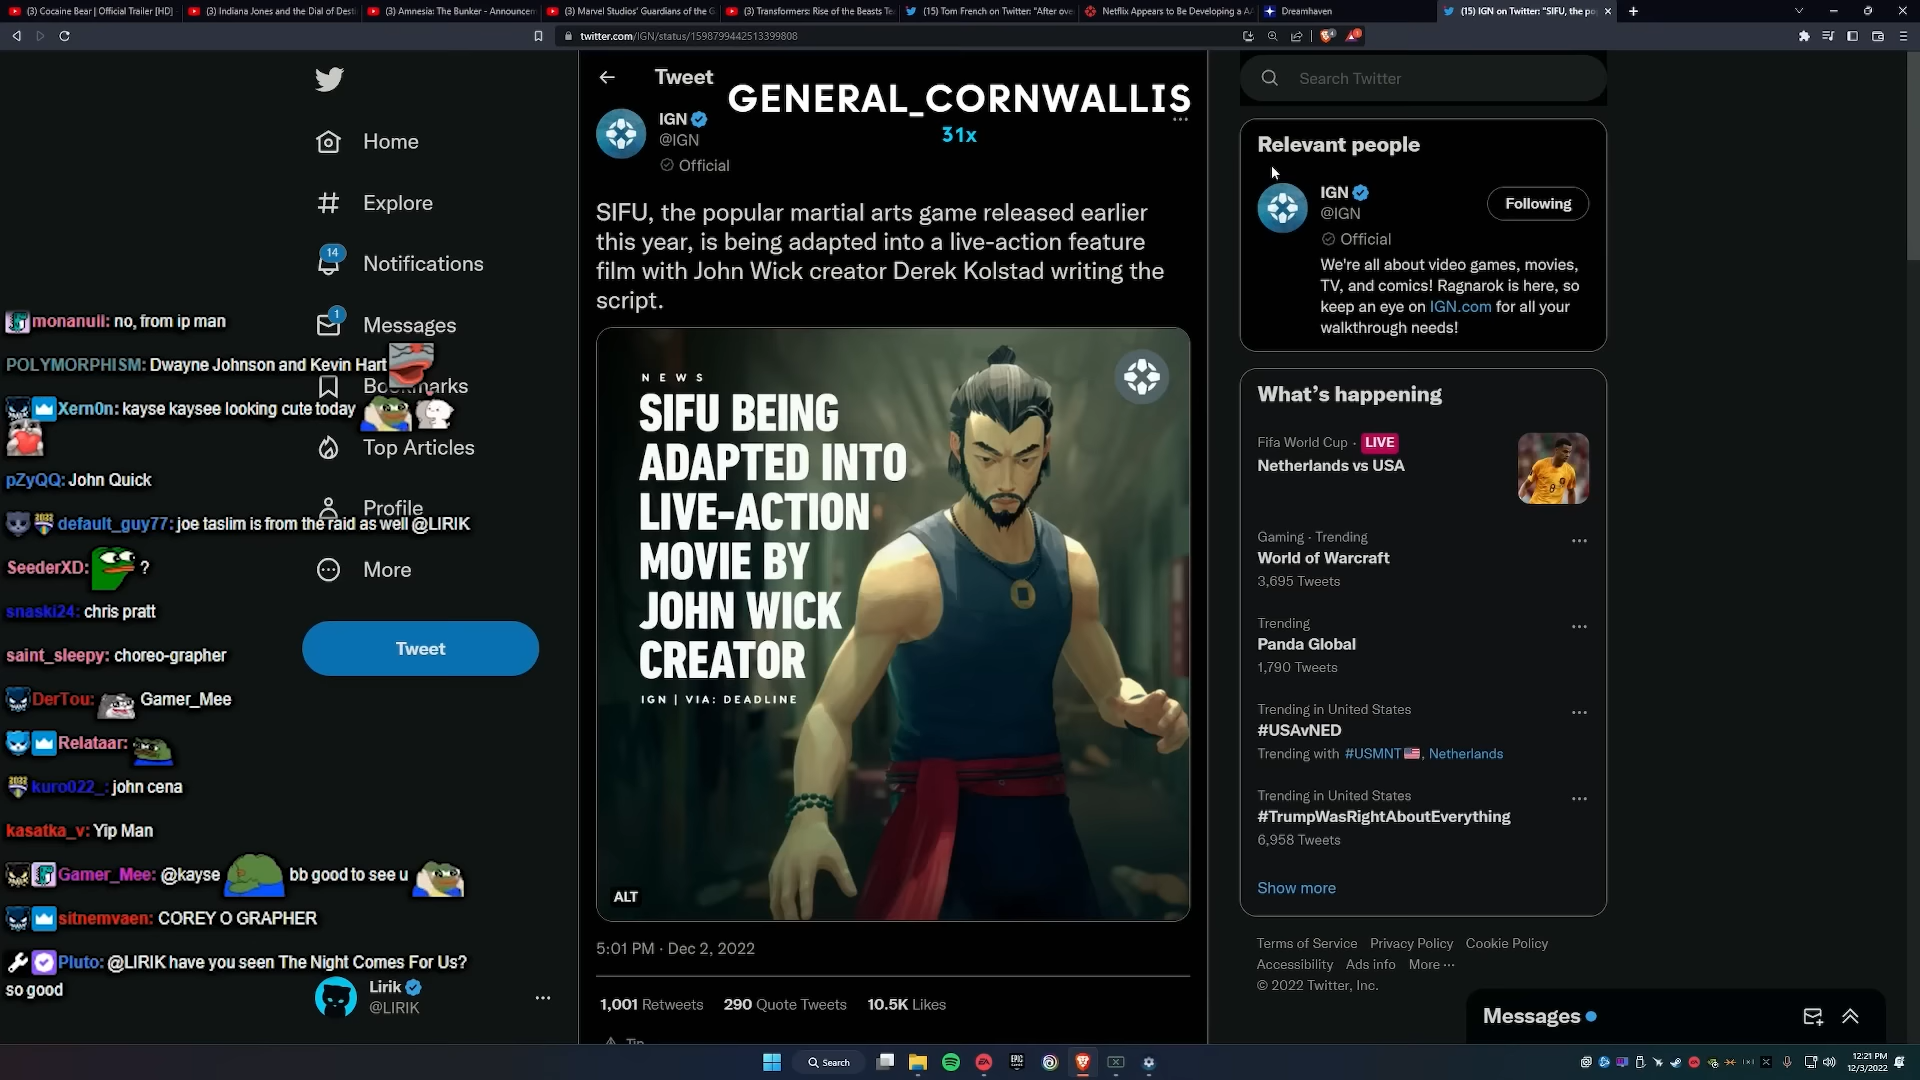 (3) Cocaine Bear | Official Trailer [HD]
(3) Indiana Jones and the Dial of Dest
(3) Amnesia: The Bunker - Announcem
(3) Marvel Studios' Guardians of the G
(3) Transformers: Rise of the Beasts Te
(15) Tom French on Twitter: "After ove
Netflix Appears to Be Developing a AA
Dreamhaven
(15) IGN on Twitter: "SIFU, the po
twitter.com/IGN/status/1598799442513399808
Home
Explore
14
Notifications
1
Messages
Bookmarks
Top Articles
Profile
More
Tweet
Lirik
@LIRIK
monanull: no, from ip man
POLYMORPHISM: Dwayne Johnson and Kevin Hart
Xern0n: kayse kaysee looking cute today
pZyQQ: John Quick
default_guy77: joe taslim is from the raid as well @LIRIK
SeederXD: ?
snaski24: chris pratt
saint_sleepy: choreo-grapher
DerTou: Gamer_Mee
Relataar:
kuro022_: john cena
kasatka_v: Yip Man
Gamer_Mee: @kayse bb good to see u
sitnemvaen: COREY O GRAPHER
Pluto: @LIRIK have you seen The Night Comes For Us?
so good
Tweet
GENERAL_CORNWALLIS
31x
IGN
@IGN
Official
SIFU, the popular martial arts game released earlier
this year, is being adapted into a live-action feature
film with John Wick creator Derek Kolstad writing the
script.
NEWS
SIFU BEING
ADAPTED INTO
LIVE-ACTION
MOVIE BY
JOHN WICK
CREATOR
IGN | VIA: DEADLINE
ALT
5:01 PM · Dec 2, 2022
1,001 Retweets 290 Quote Tweets 10.5K Likes
Tip
Search Twitter
Relevant people
IGN
@IGN
Official
Following
We're all about video games, movies,
TV, and comics! Ragnarok is here, so
keep an eye on IGN.com for all your
walkthrough needs!
What's happening
Fifa World Cup · LIVE
Netherlands vs USA
Gaming · Trending
World of Warcraft
3,695 Tweets
Trending
Panda Global
1,790 Tweets
Trending in United States
#USAvNED
Trending with #USMNT, Netherlands
Trending in United States
#TrumpWasRightAboutEverything
6,958 Tweets
Show more
Terms of Service Privacy Policy Cookie Policy
Accessibility Ads info More ···
© 2022 Twitter, Inc.
Messages
Search
12:21 PM
12/3/2022